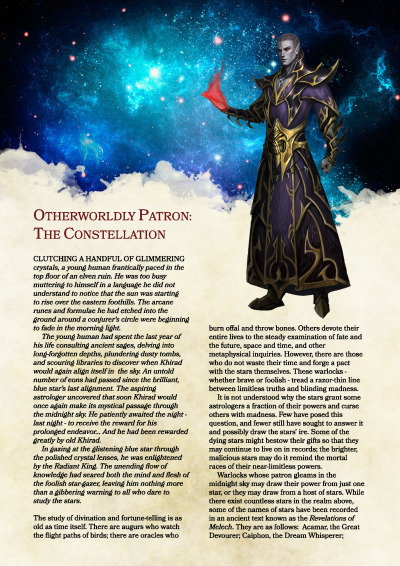 OTHERWORLDLY PATRON:
THE CONSTELLATION
CLUTCHING A HANDFUL OF GLIMMERING
crystals, a young human frantically paced in the
top floor of an elven ruin. He was too busy
muttering to himself in a language he did not
understand to notice that the sun was starting
to rise over the eastern foothills. The arcane
runes and formulae he had etched into the
ground around a conjurer's circle were beginning
to fade in the morning light.
The young human had spent the last year of
his life consulting ancient sages, delving into
long-forgotten depths, plundering dusty tombs,
and scouring libraries to discover when Khirad
would again align itself in the sky. An untold
number of eons had passed since the brilliant,
blue star's last alignment. The aspiring
astrologer uncovered that soon Khirad would
once again make its mystical passage through
the midnight sky. He patiently awaited the night -
last night - to receive the reward for his
prolonged endeavor... And he had been rewarded
greatly by old Khirad.
In gazing at the glistening blue star through
the polished crystal lenses, he was enlightened
by the Radiant King. The unending flow of
knowledge had seared both the mind and flesh of
the foolish star-gazer, leaving him nothing more
than a gibbering warning to all who dare to
study the stars.
The study of divination and fortune-telling is as
old as time itself. There are augurs who watch
the flight paths of birds; there are oracles who
burn offal and throw bones. Others devote their
entire lives to the steady examination of fate and
the future, space and time, and other
metaphysical inquiries. However, there are those
who do not waste their time and forge a pact
with the stars themselves. These warlocks -
whether brave or foolish - tread a razor-thin line
between limitless truths and blinding madness.
It is not understood why the stars grant some
astrologers a fraction of their powers and curse
others with madness. Few have posed this
question, and fewer still have sought to answer it
and possibly draw the stars' ire. Some of the
dying stars might bestow their gifts so that they
may continue to live on in records; the brighter,
malicious stars may do it remind the mortal
races of their near-limitless powers.
Warlocks whose patron gleams in the
midnight sky may draw their power from just one
star, or they may draw from a host of stars. While
there exist countless stars in the realm above,
some of the names of stars have been recorded
in an ancient text known as the Revelations of
Melech. They are as follows: Acamar, the Great
Devourer; Caiphon, the Dream Whisperer;